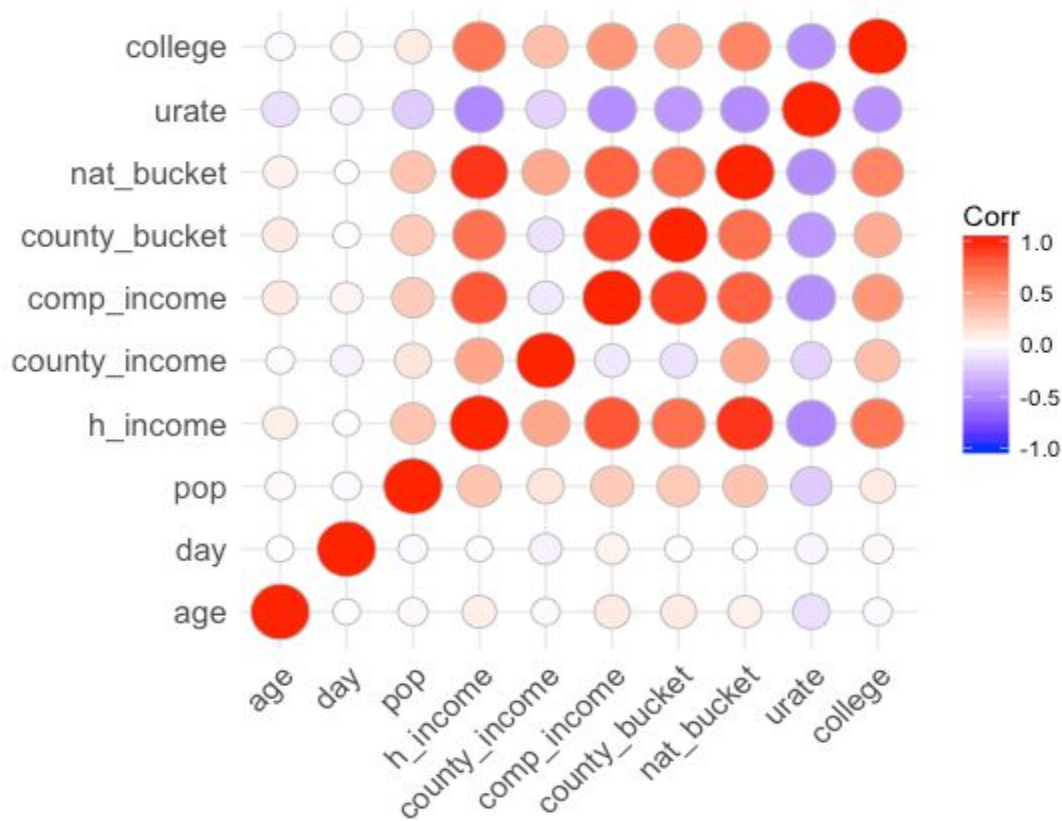 college
urate
nat_bucket
county_bucket
comp_income
county_income
h_income
pop
day
age
age
day
pop
h_income
county_income
comp_income
county_bucket
nat_bucket
urate
college
Corr
1.0
0.5
0.0
-0.5
-1.0